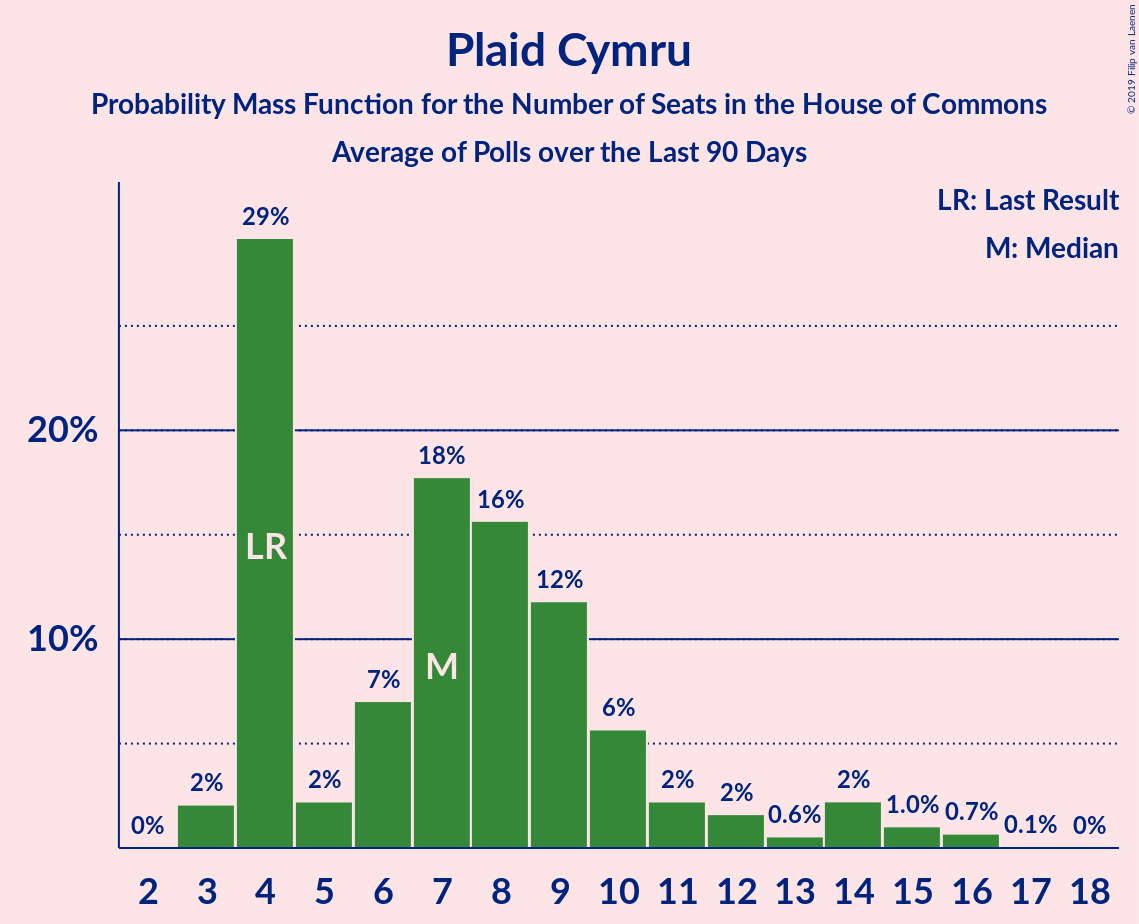 © 2019 Filip van Laenen
Plaid Cymru
Probability Mass Function for the Number of Seats in the House of Commons
Average of Polls over the Last 90 Days
LR: Last Result
M: Median
29%
20%
18%
16%
LR
12%
10%
M
7%
6%
2%
2%
2%
2%
2%
0%
0.6%
1.0%
0.7%
0.1%
0%
2 3 4 5 6 7 8 9 10 11 12 13 14 15 16 17 18